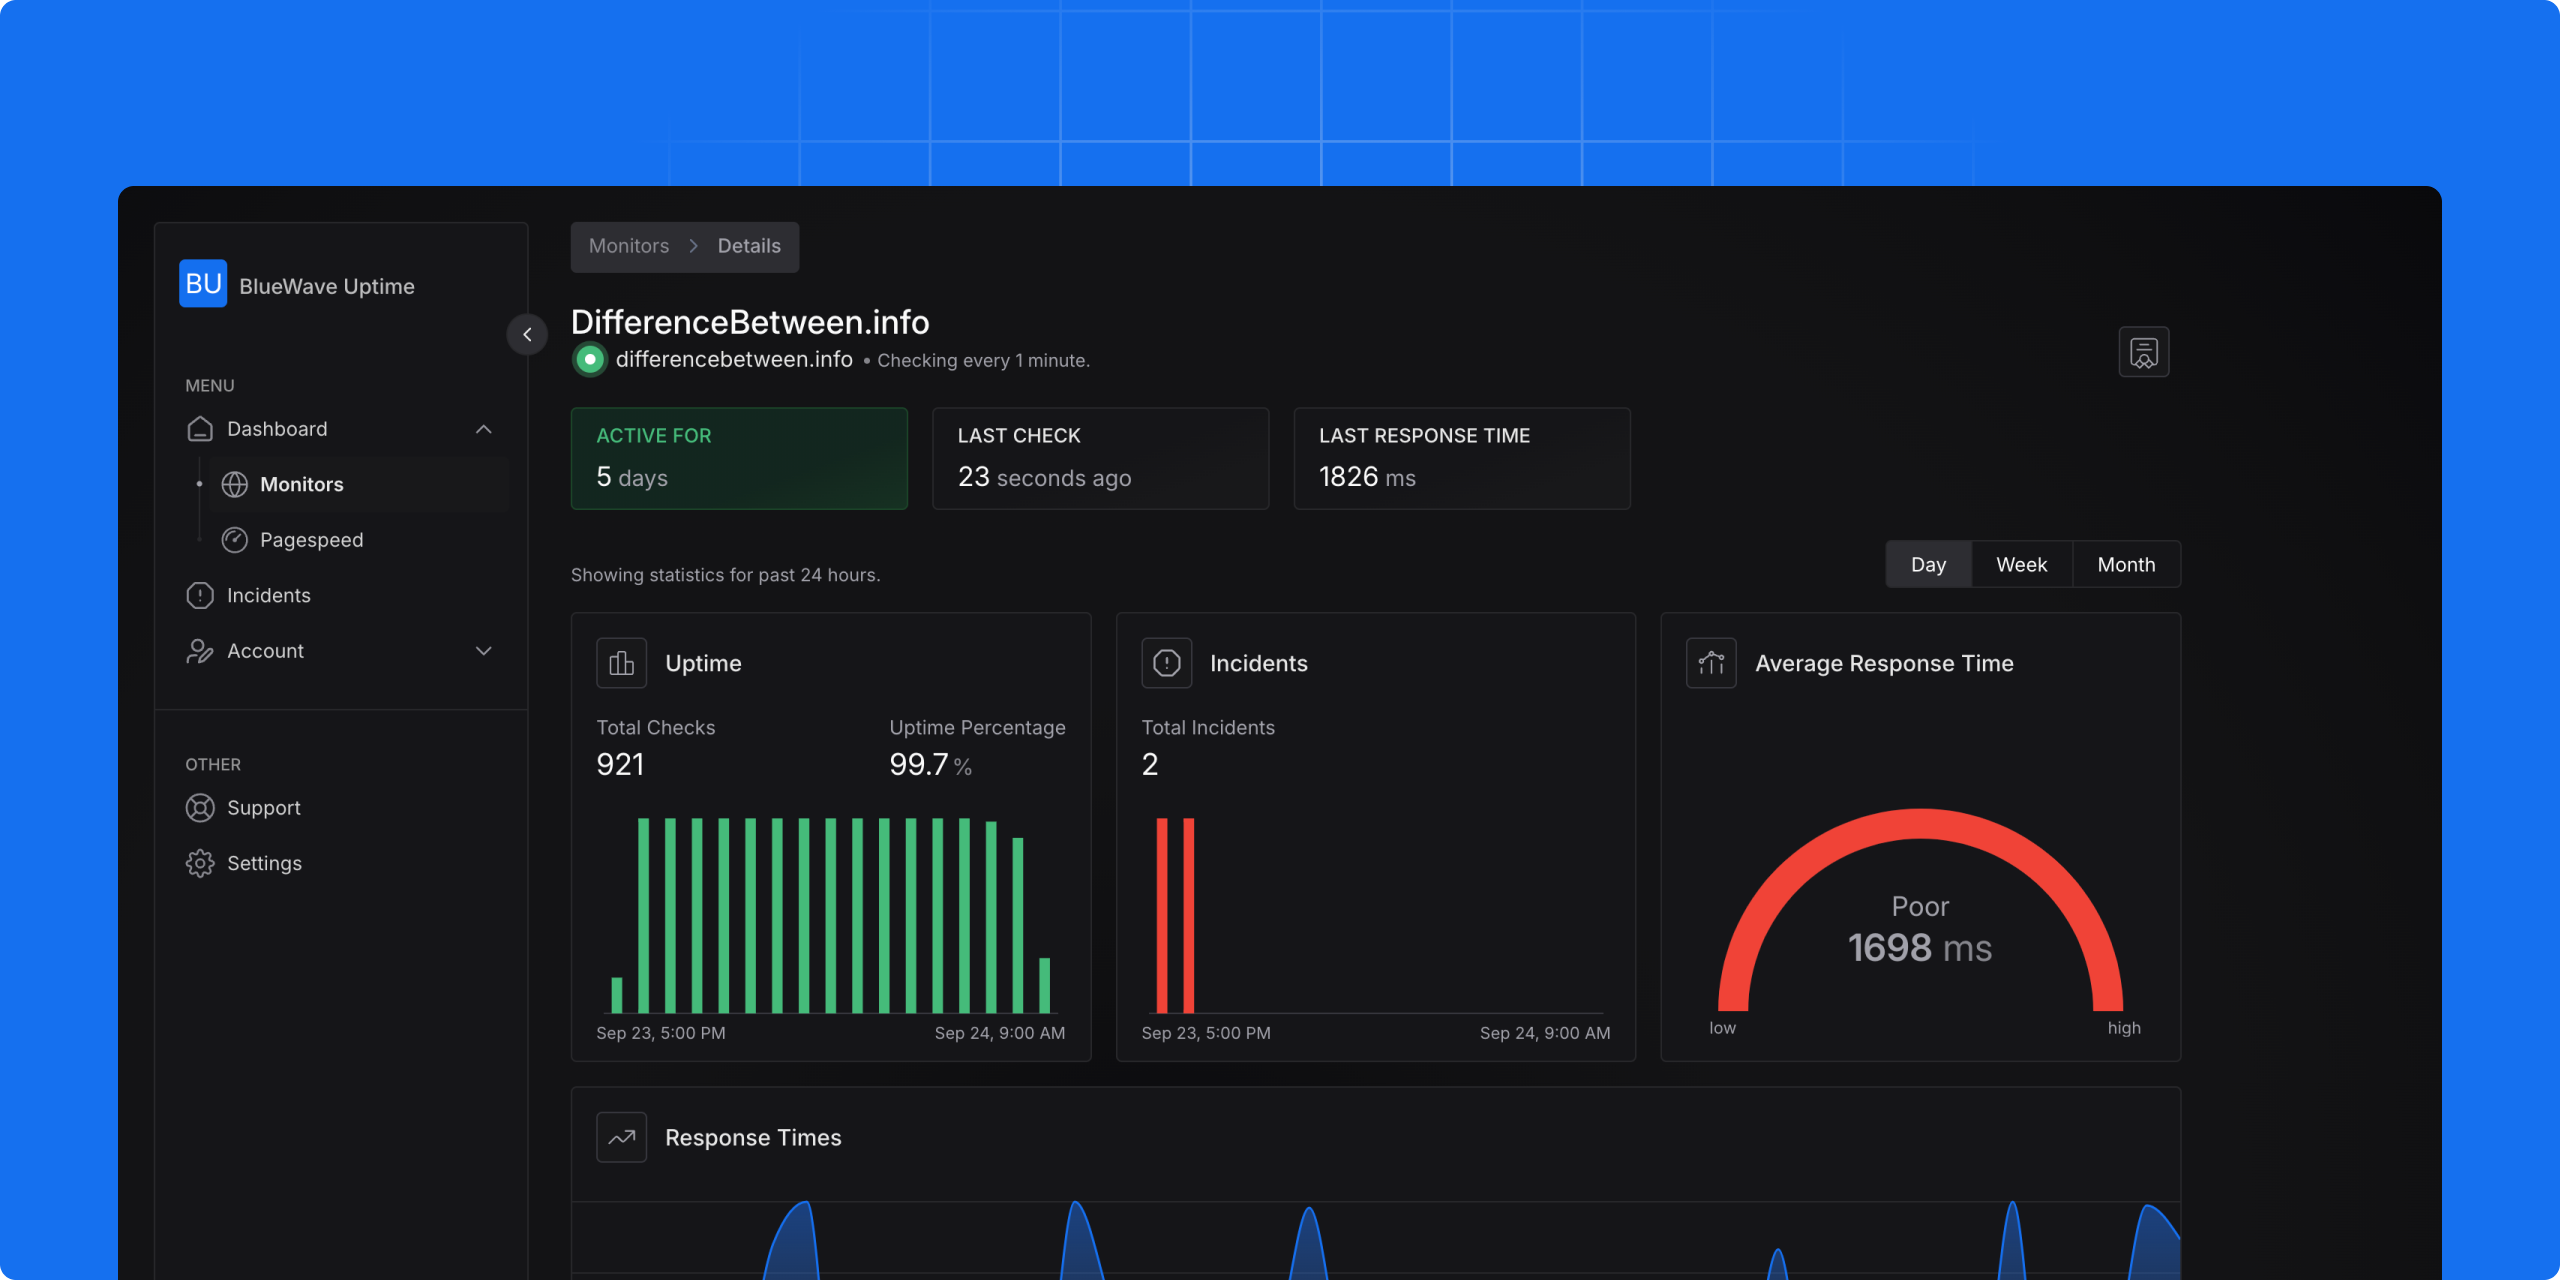 BU BlueWave Uptime
MENU
Dashboard
Monitors
Pagespeed
Incidents
Account
OTHER
Support
Settings
Monitors > Details
DifferenceBetween.info
differencebetween.info • Checking every 1 minute.
ACTIVE FOR
5 days
LAST CHECK
23 seconds ago
LAST RESPONSE TIME
1826 ms
Showing statistics for past 24 hours.
Day Week Month
Uptime
Total Checks
921
Uptime Percentage
99.7 %
Sep 23, 5:00 PM
Sep 24, 9:00 AM
Incidents
Total Incidents
2
Sep 23, 5:00 PM
Sep 24, 9:00 AM
Average Response Time
Poor
1698 ms
low
high
Response Times